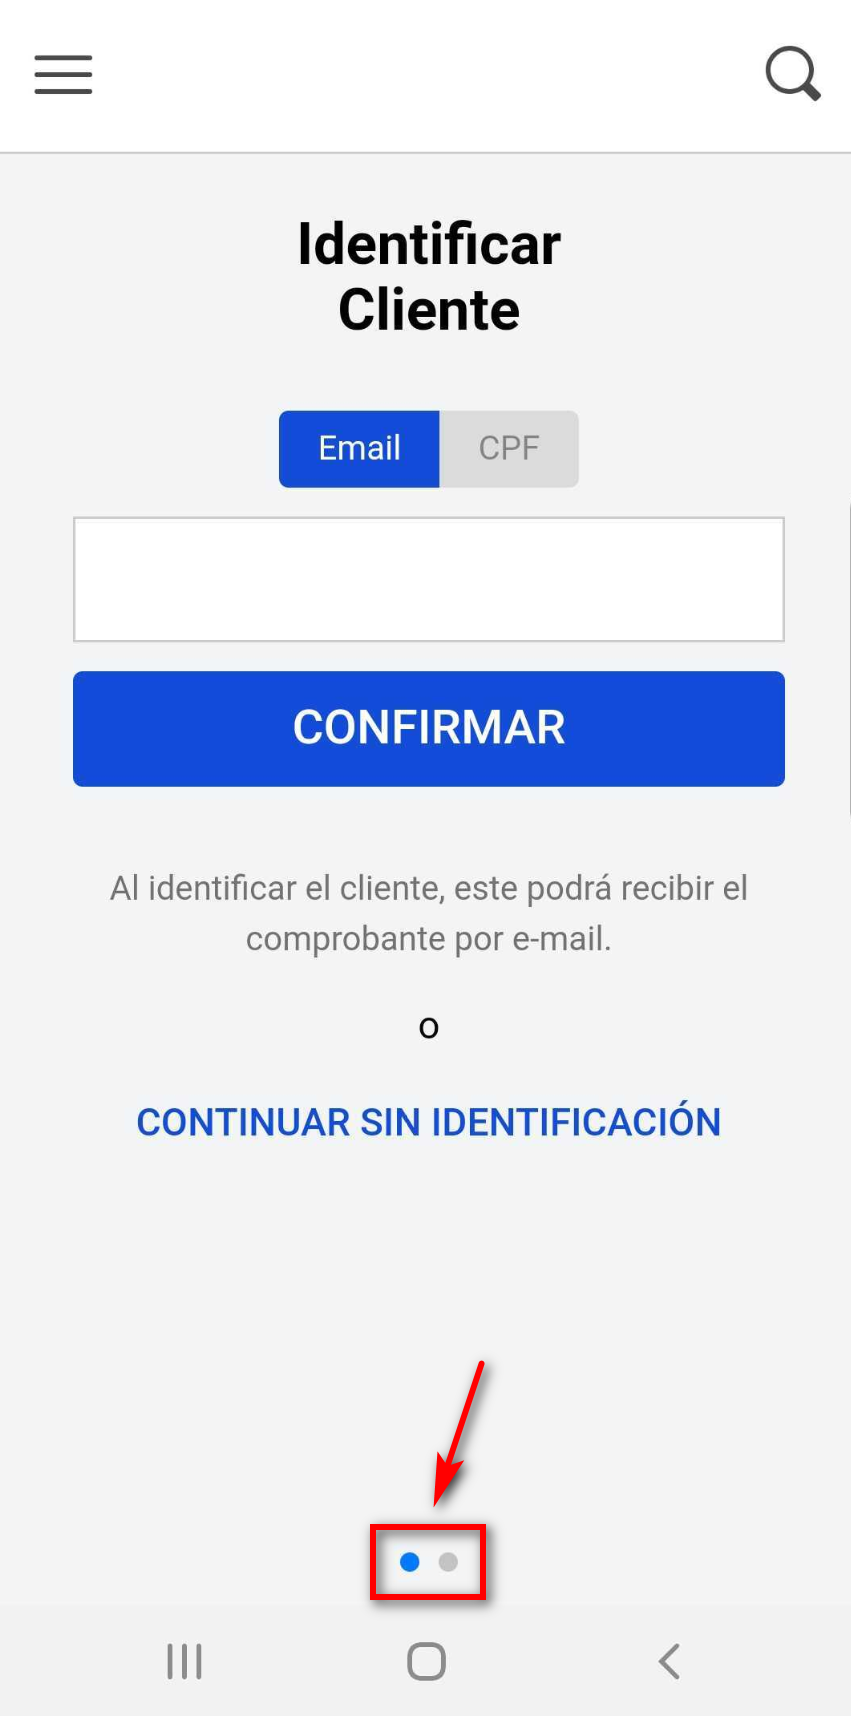 Identificar
Cliente
Email
CPF
CONFIRMAR
Al identificar el cliente, este podrá recibir el
comprobante por e-mail.
o
CONTINUAR SIN IDENTIFICACIÓN